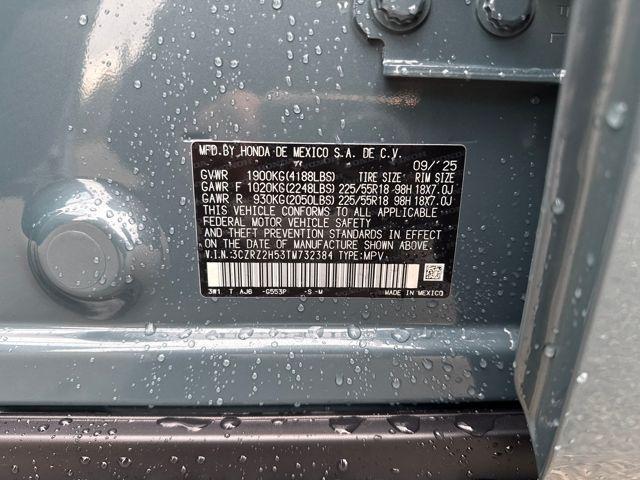 MFD.BY HONDA DE MEXICO S.A. DE C.V. 09/'25
GVWR 1900KG(4188LBS) TIRE SIZE RIM SIZE
GAWR F 1020KG(2248LBS) 225/55R18 98H 18X7.0J
GAWR R 930KG(2050LBS) 225/55R18 98H 18X7.0J
THIS VEHICLE CONFORMS TO ALL APPLICABLE
FEDERAL MOTOR VEHICLE SAFETY
AND THEFT PREVENTION STANDARDS IN EFFECT
ON THE DATE OF MANUFACTURE SHOWN ABOVE.
V.I.N.:3CZRZ2H53TM732384 TYPE:MPV
3W1 T AJ6 -G553P -S -M MADE IN MEXICO